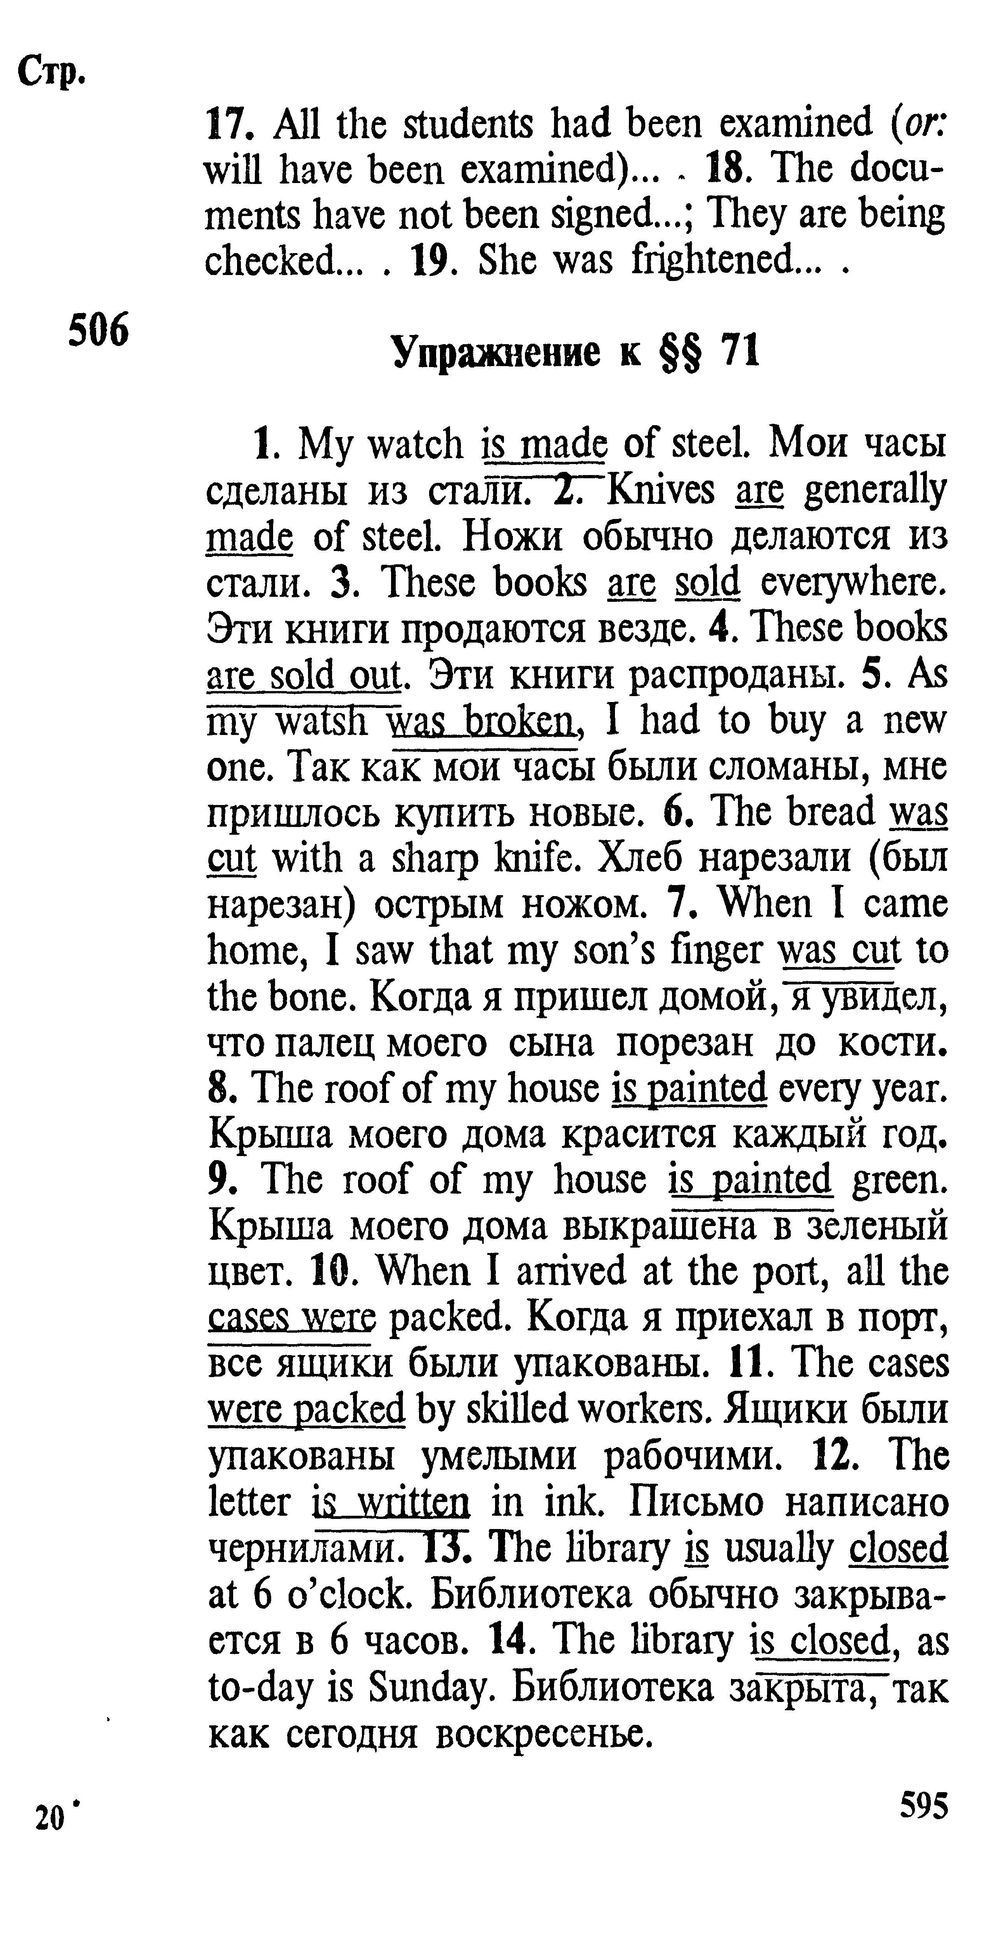 Стр.
17. All the students had been examined (or:
will have been examined)... . 18. The docu-
ments have not been signed...; They are being
checked... . 19. She was frightened... .
506
Упражнение к §§ 71
1. My watch is made of steel. Мои часы
сделаны из стали. 2. Knives are generally
made of steel. Ножи обычно делаются из
стали. 3. These books are sold everywhere.
Эти книги продаются везде. 4. These books
are sold out. Эти книги распроданы. 5. As
my watsh was broken, I had to buy a new
one. Так как мои часы были сломаны, мне
пришлось купить новые. 6. The bread was
cut with a sharp knife. Хлеб нарезали (был
нарезан) острым ножом. 7. When I came
home, I saw that my son's finger was cut to
the bone. Когда я пришел домой, я увидел,
что палец моего сына порезан до кости.
8. The roof of my house is painted every year.
Крыша моего дома красится каждый год.
9. The roof of my house is painted green.
Крыша моего дома выкрашена в зеленый
цвет. 10. When I arrived at the port, all the
cases were packed. Когда я приехал в порт,
все ящики были упакованы. 11. The cases
were packed by skilled workers. Ящики были
упакованы умелыми рабочими. 12. The
letter is written in ink. Письмо написано
чернилами. 13. The library is usually closed
at 6 o'clock. Библиотека обычно закрыва-
ется в 6 часов. 14. The library is closed, as
to-day is Sunday. Библиотека закрыта, так
как сегодня воскресенье.
20*
595